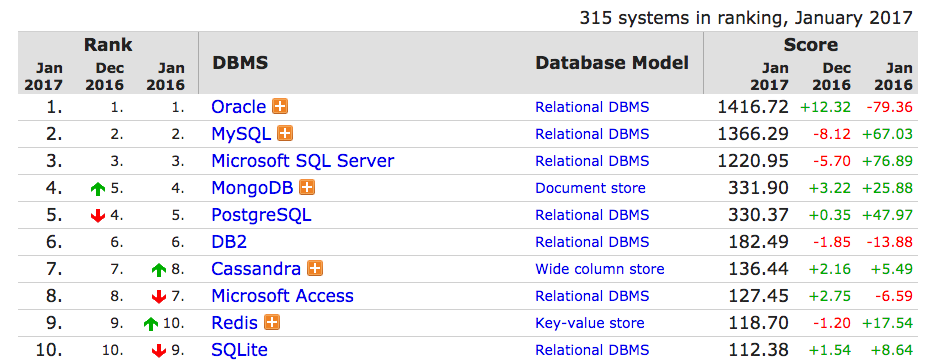 315 systems in ranking, January 2017
Rank Score
Jan Dec Jan DBMS Database Model Jan Dec Jan
2017 2016 2016 2017 2016 2016
1. 1. 1. Oracle Relational DBMS 1416.72 +12.32 -79.36
2. 2. 2. MySQL Relational DBMS 1366.29 -8.12 +67.03
3. 3. 3. Microsoft SQL Server Relational DBMS 1220.95 -5.70 +76.89
4. 5. 4. MongoDB Document store 331.90 +3.22 +25.88
5. 4. 5. PostgreSQL Relational DBMS 330.37 +0.35 +47.97
6. 6. 6. DB2 Relational DBMS 182.49 -1.85 -13.88
7. 7. 8. Cassandra Wide column store 136.44 +2.16 +5.49
8. 8. 7. Microsoft Access Relational DBMS 127.45 +2.75 -6.59
9. 9. 10. Redis Key-value store 118.70 -1.20 +17.54
10. 10. 9. SQLite Relational DBMS 112.38 +1.54 +8.64